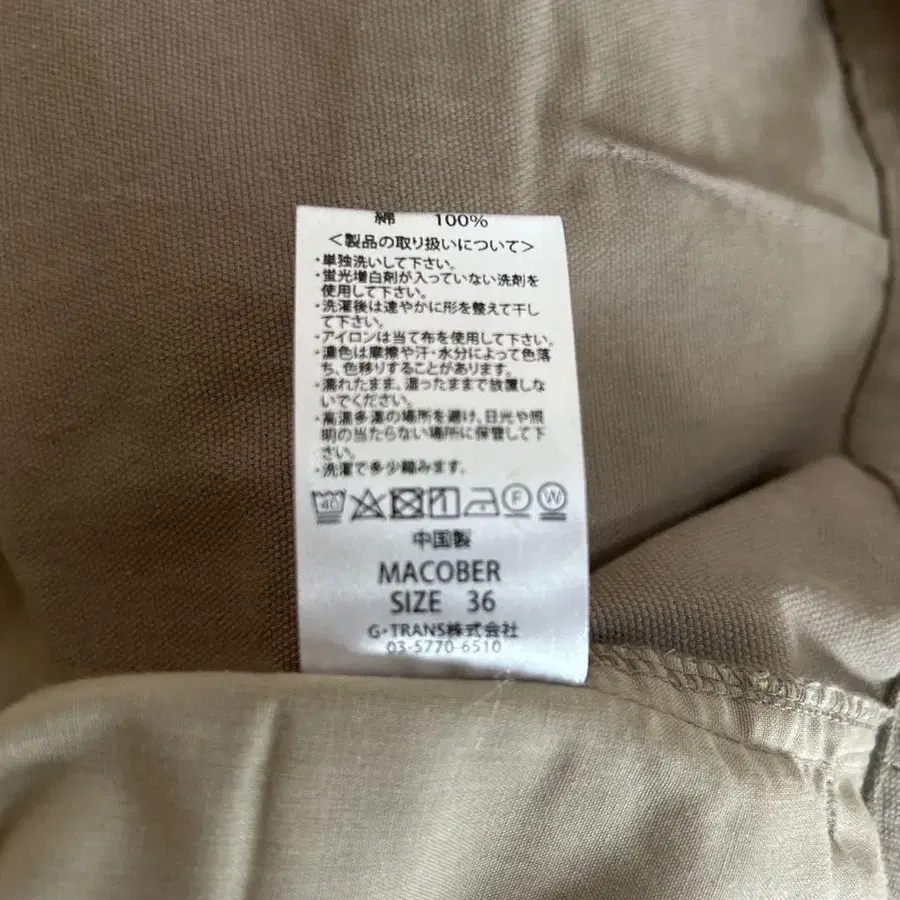 綿 100%
<製品の取り扱いについて>
・単独洗いして下さい。
・蛍光増白剤が入っていない洗剤を
使用して下さい。
・洗濯後は速やかに形を整えて干し
て下さい。
・アイロンは当て布を使用して下さい。
・濃色は摩擦や汗・水分によって色落
ち、色移りすることがあります。
・濡れたまま、湿ったままで放置しな
いでください。
・高温多湿の場所を避け、日光や照
明の当たらない場所に保管して下
さい。
・洗濯で多少縮みます。
40 F W
中国製
MACOBER
SIZE 36
G・TRANS株式会社
03-5770-6510